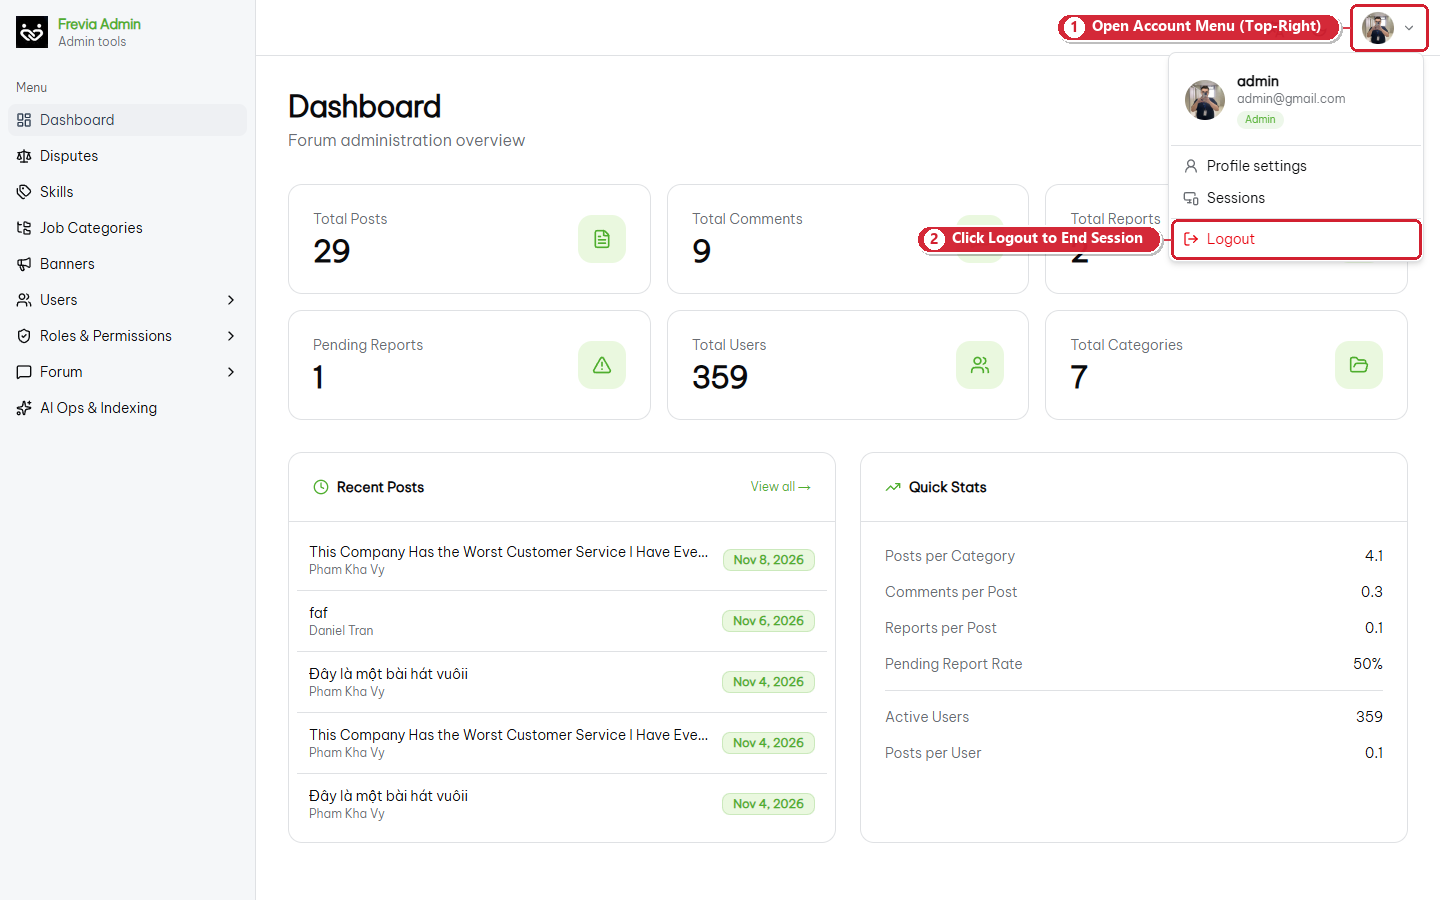 Frevia Admin
Admin tools
Menu
Dashboard
Disputes
Skills
Job Categories
Banners
Users
Roles & Permissions
Forum
AI Ops & Indexing
1 Open Account Menu (Top-Right)
admin
admin@gmail.com
Admin
Profile settings
Sessions
2 Click Logout to End Session
Logout
Dashboard
Forum administration overview
Total Posts
29
Total Comments
9
Total Reports
2
Pending Reports
1
Total Users
359
Total Categories
7
Recent Posts
View all →
This Company Has the Worst Customer Service I Have Eve...
Pham Kha Vy
Nov 8, 2026
faf
Daniel Tran
Nov 6, 2026
Đây là một bài hát vuôii
Pham Kha Vy
Nov 4, 2026
This Company Has the Worst Customer Service I Have Eve...
Pham Kha Vy
Nov 4, 2026
Đây là một bài hát vuôii
Pham Kha Vy
Nov 4, 2026
Quick Stats
Posts per Category 4.1
Comments per Post 0.3
Reports per Post 0.1
Pending Report Rate 50%
Active Users 359
Posts per User 0.1